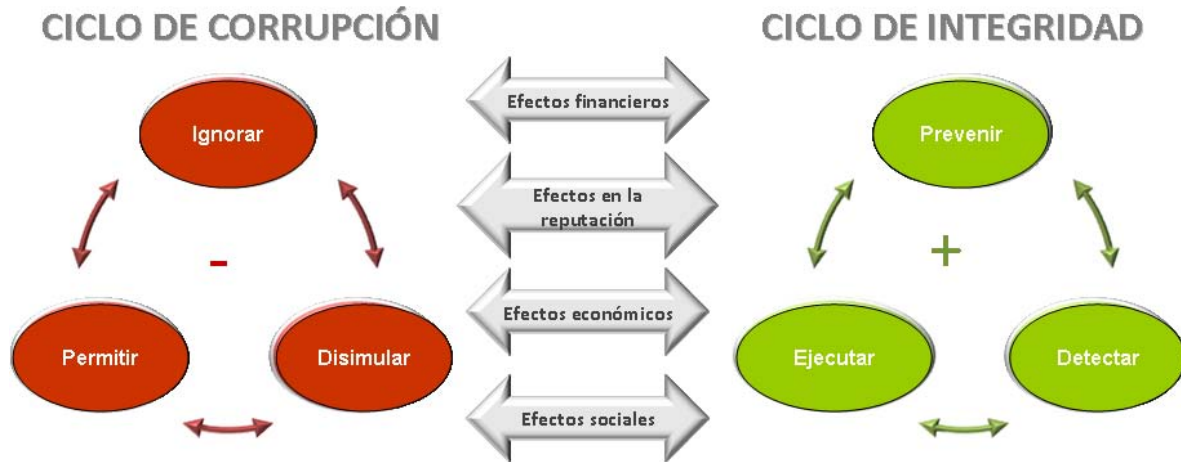 CICLO DE CORRUPCIÓN
Ignorar
Permitir
Disimular
-
Efectos financieros
Efectos en la
reputación
Efectos económicos
Efectos sociales
CICLO DE INTEGRIDAD
Prevenir
+
Ejecutar
Detectar